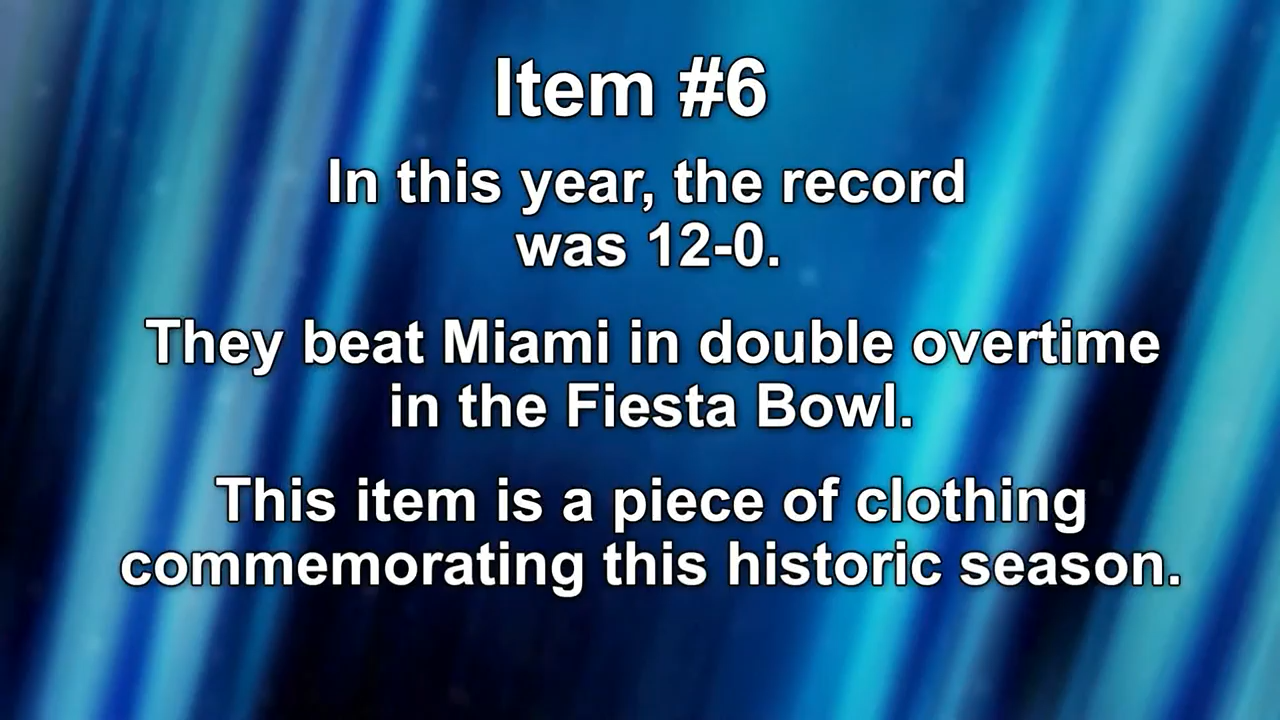 Item #6
In this year, the record
was 12-0.
They beat Miami in double overtime
in the Fiesta Bowl.
This item is a piece of clothing
commemorating this historic season.